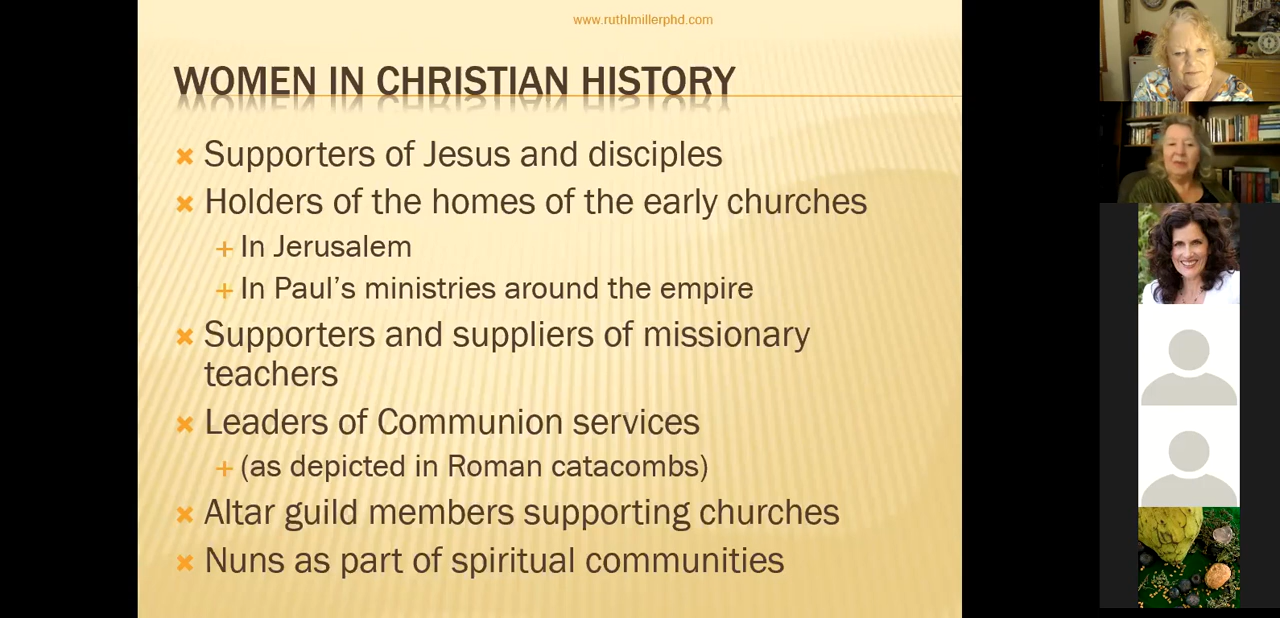 www.ruthlmillerphd.com
WOMEN IN CHRISTIAN HISTORY
Supporters of Jesus and disciples
Holders of the homes of the early churches
In Jerusalem
In Paul’s ministries around the empire
Supporters and suppliers of missionary
teachers
Leaders of Communion services
(as depicted in Roman catacombs)
Altar guild members supporting churches
Nuns as part of spiritual communities